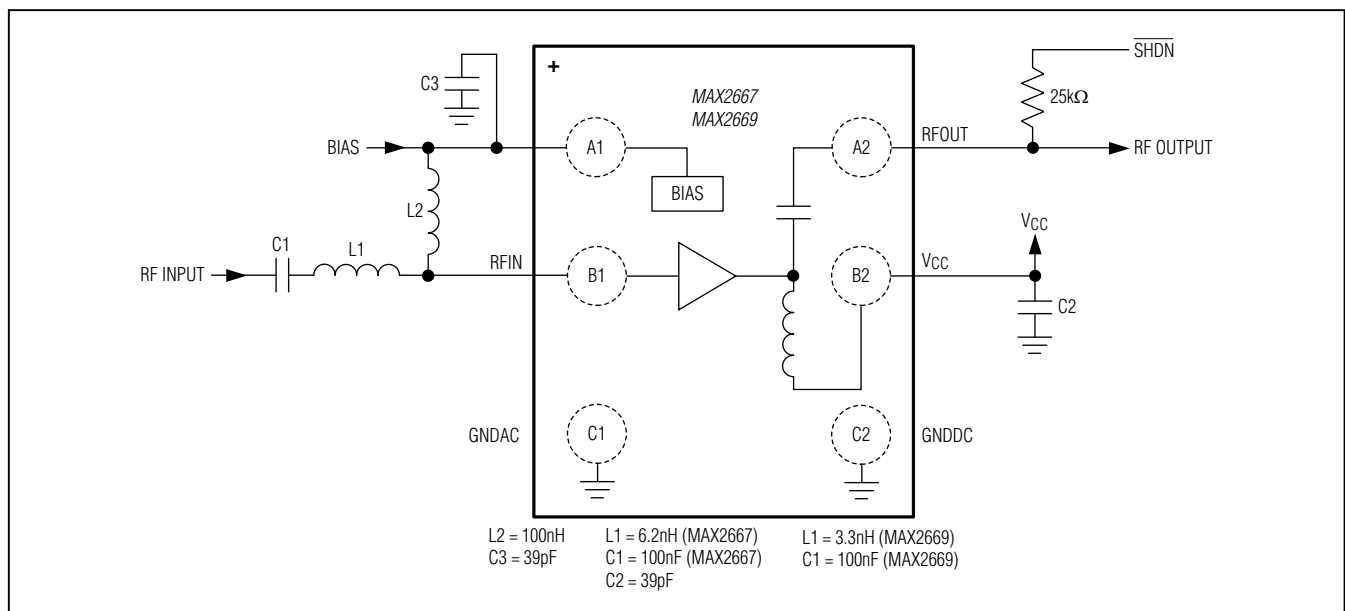 SHDN
+
C3
MAX2667
MAX2669
25kΩ
BIAS
A1
A2
RFOUT
RF OUTPUT
BIAS
L2
VCC
C1
L1
RF INPUT
RFIN
B1
B2
VCC
C2
GNDAC
C1
C2
GNDDC
L2 = 100nH
C3 = 39pF
L1 = 6.2nH (MAX2667)
C1 = 100nF (MAX2667)
C2 = 39pF
L1 = 3.3nH (MAX2669)
C1 = 100nF (MAX2669)